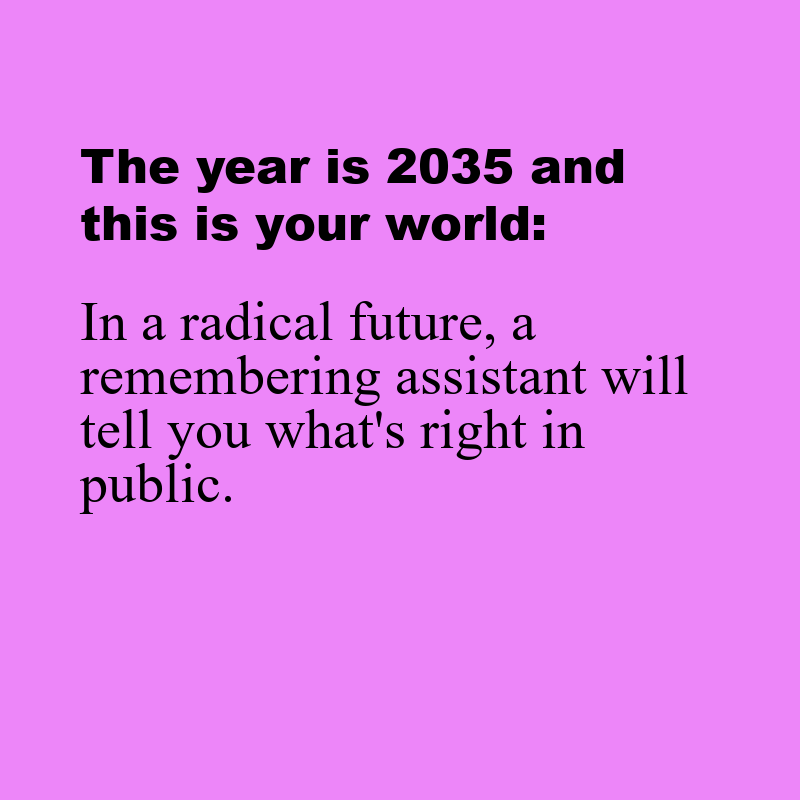 The year is 2035 and
this is your world:
In a radical future, a
remembering assistant will
tell you what's right in
public.